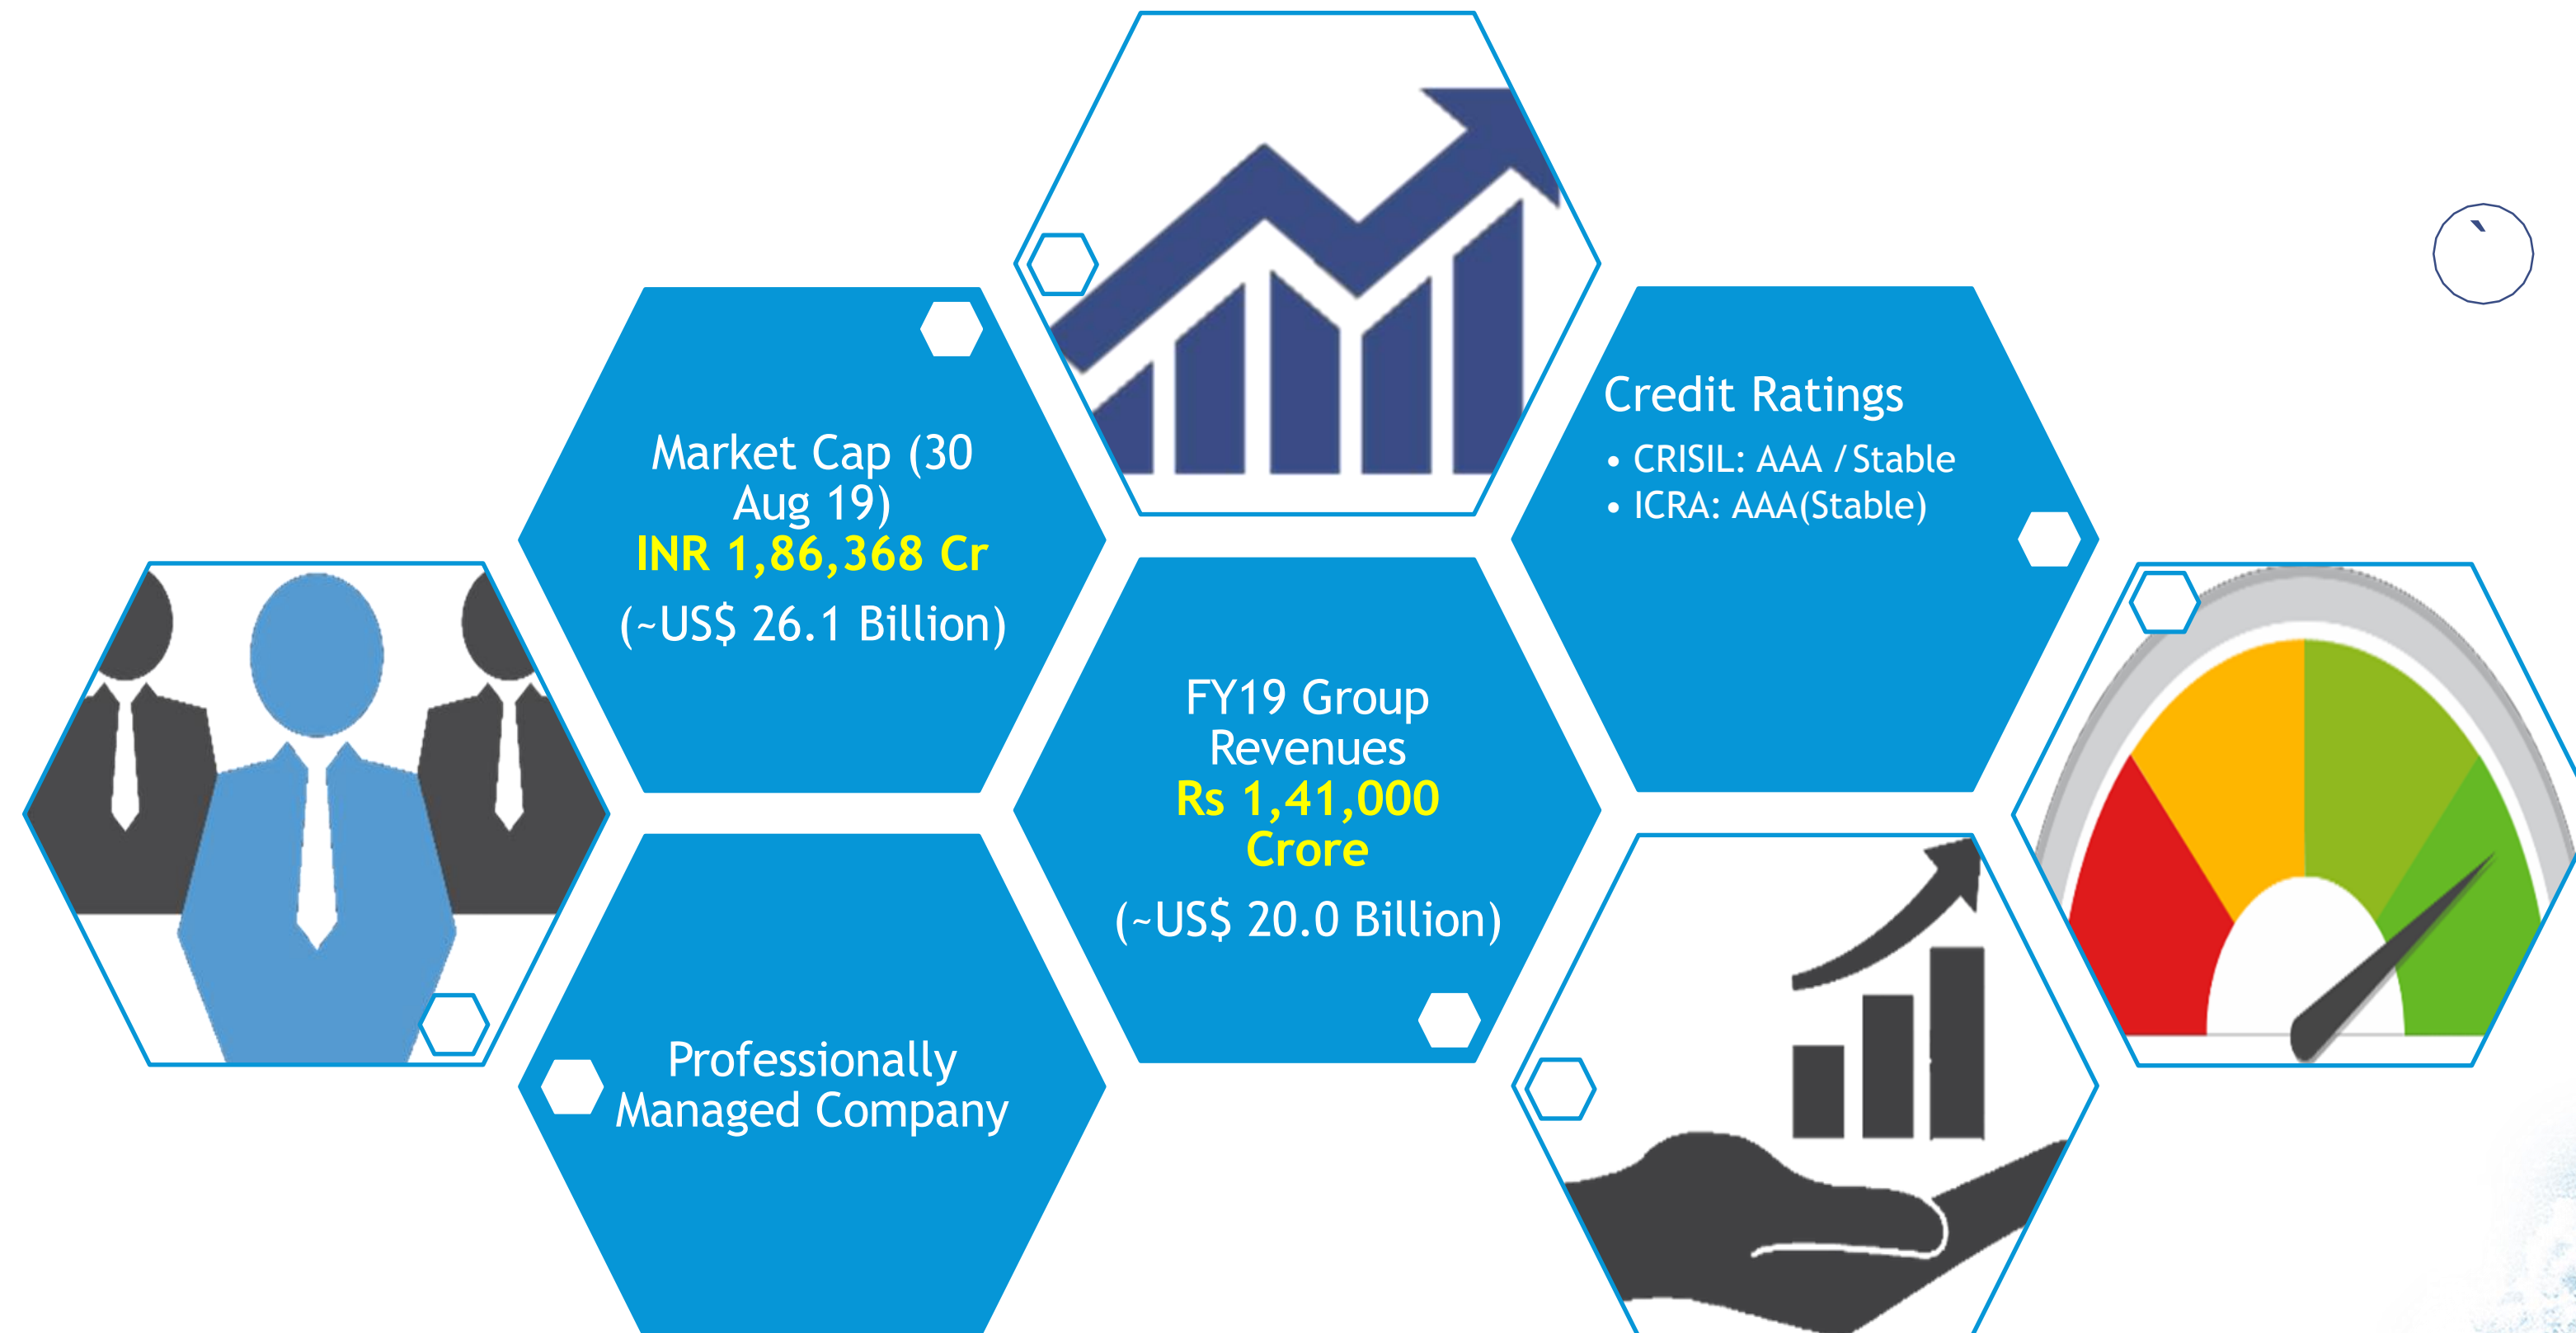 Market Cap (30
Aug 19)
INR 1,86,368 Cr
(~US$ 26.1 Billion)
Credit Ratings
• CRISIL: AAA / Stable
• ICRA: AAA(Stable)
FY19 Group
Revenues
Rs 1,41,000
Crore
(~US$ 20.0 Billion)
Professionally
Managed Company
`